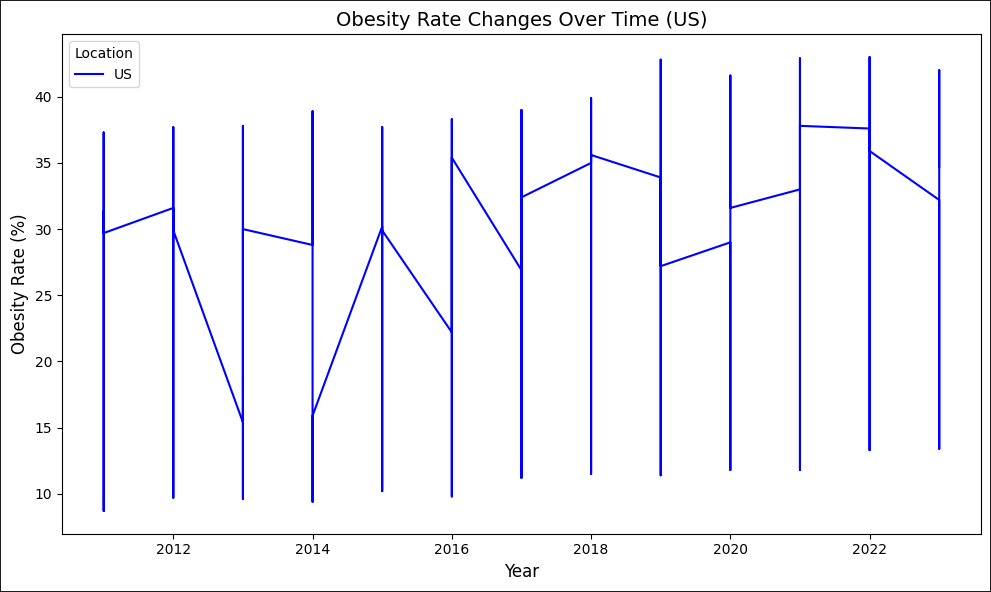 Obesity Rate Changes Over Time (US)
Location
US
40
35
30
25
20
15
10
Obesity Rate (%)
2012 2014 2016 2018 2020 2022
Year